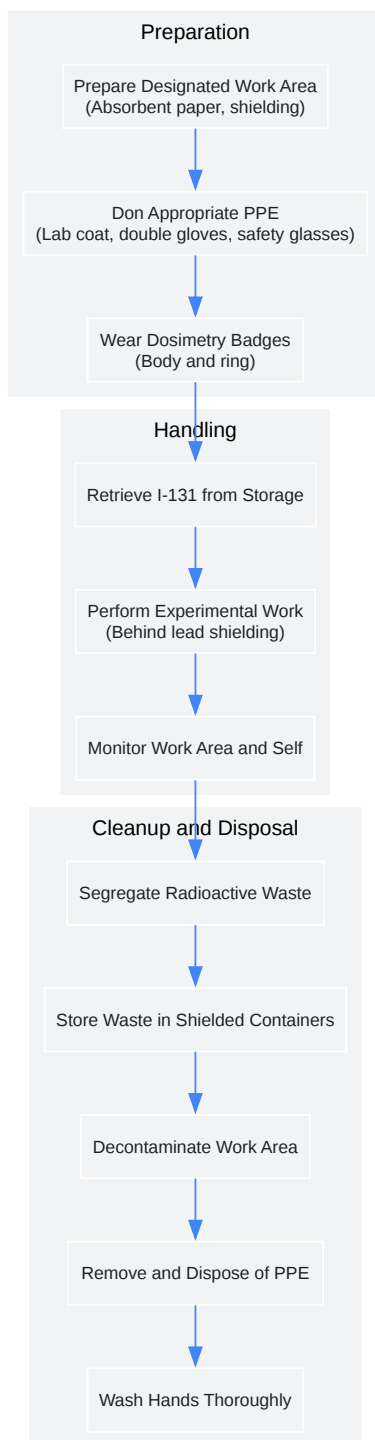 Preparation
Prepare Designated Work Area
(Absorbent paper, shielding)
Don Appropriate PPE
(Lab coat, double gloves, safety glasses)
Wear Dosimetry Badges
(Body and ring)
Handling
Retrieve I-131 from Storage
Perform Experimental Work
(Behind lead shielding)
Monitor Work Area and Self
Cleanup and Disposal
Segregate Radioactive Waste
Store Waste in Shielded Containers
Decontaminate Work Area
Remove and Dispose of PPE
Wash Hands Thoroughly